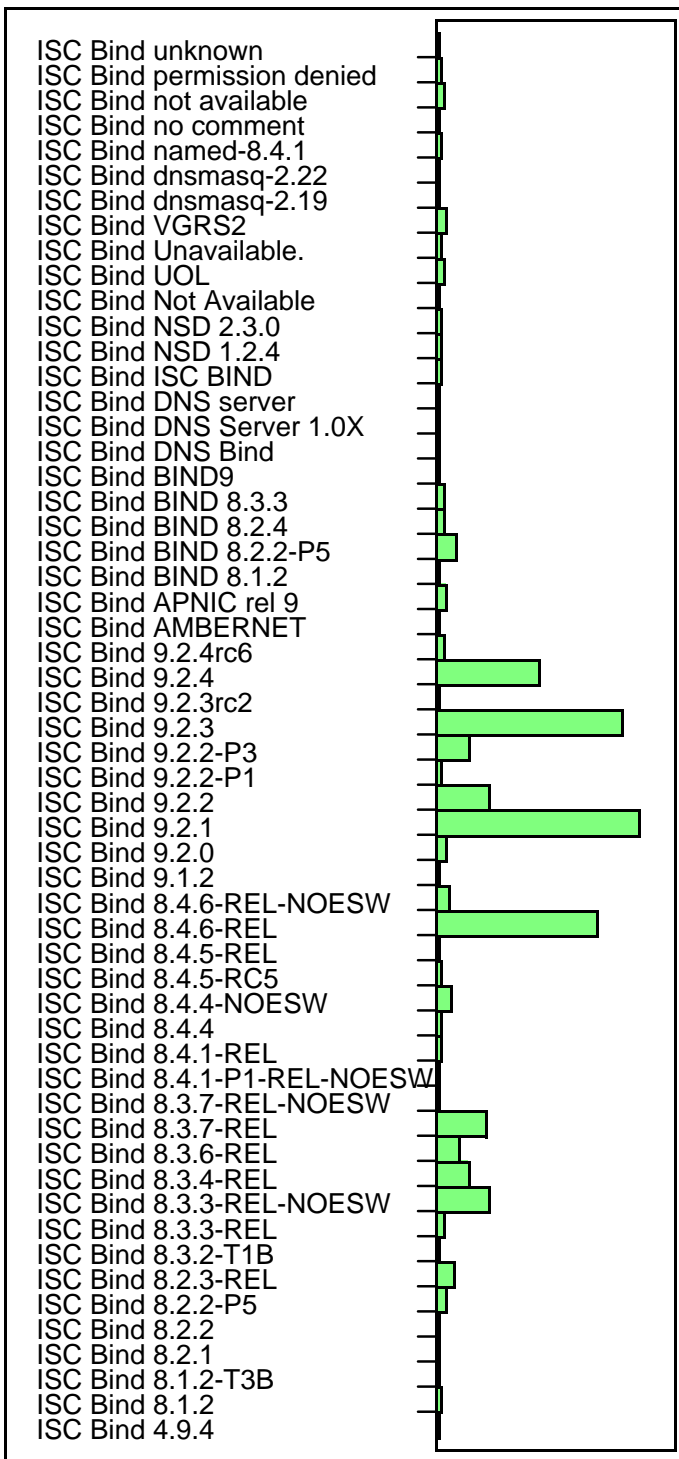 ISC Bind unknown
ISC Bind permission denied
ISC Bind not available
ISC Bind no comment
ISC Bind named-8.4.1
ISC Bind dnsmasq-2.22
ISC Bind dnsmasq-2.19
ISC Bind VGRS2
ISC Bind Unavailable.
ISC Bind UOL
ISC Bind Not Available
ISC Bind NSD 2.3.0
ISC Bind NSD 1.2.4
ISC Bind ISC BIND
ISC Bind DNS server
ISC Bind DNS Server 1.0X
ISC Bind DNS Bind
ISC Bind BIND9
ISC Bind BIND 8.3.3
ISC Bind BIND 8.2.4
ISC Bind BIND 8.2.2-P5
ISC Bind BIND 8.1.2
ISC Bind APNIC rel 9
ISC Bind AMBERNET
ISC Bind 9.2.4rc6
ISC Bind 9.2.4
ISC Bind 9.2.3rc2
ISC Bind 9.2.3
ISC Bind 9.2.2-P3
ISC Bind 9.2.2-P1
ISC Bind 9.2.2
ISC Bind 9.2.1
ISC Bind 9.2.0
ISC Bind 9.1.2
ISC Bind 8.4.6-REL-NOESW
ISC Bind 8.4.6-REL
ISC Bind 8.4.5-REL
ISC Bind 8.4.5-RC5
ISC Bind 8.4.4-NOESW
ISC Bind 8.4.4
ISC Bind 8.4.1-REL
ISC Bind 8.4.1-P1-REL-NOESW
ISC Bind 8.3.7-REL-NOESW
ISC Bind 8.3.7-REL
ISC Bind 8.3.6-REL
ISC Bind 8.3.4-REL
ISC Bind 8.3.3-REL-NOESW
ISC Bind 8.3.3-REL
ISC Bind 8.3.2-T1B
ISC Bind 8.2.3-REL
ISC Bind 8.2.2-P5
ISC Bind 8.2.2
ISC Bind 8.2.1
ISC Bind 8.1.2-T3B
ISC Bind 8.1.2
ISC Bind 4.9.4